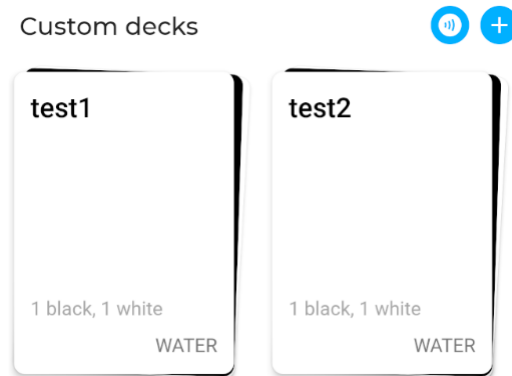 Custom decks
test1
1 black, 1 white
WATER
test2
1 black, 1 white
WATER